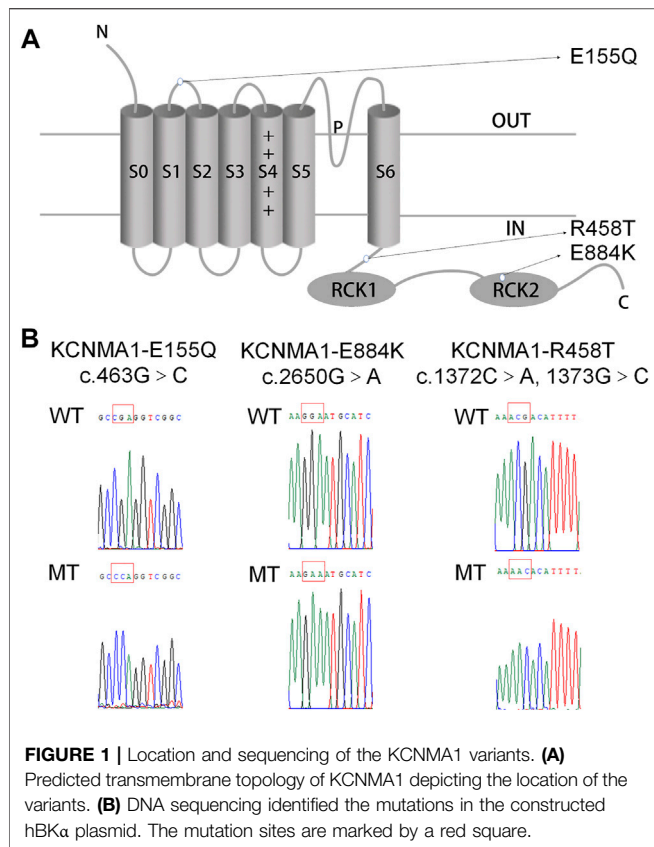 A
N
E155Q
P
OUT
S0 S1 S2 S3 S4 S5 S6
+ + + + +
IN
R458T
E884K
RCK1 RCK2
C
B
KCNMA1-E155Q
c.463G > C
WT
GCCGAGGTCGGC
MT
GCCCAGGTCGGC
KCNMA1-E884K
c.2650G > A
WT
AAGGAATGCATC
MT
AAGAAATGCATC
KCNMA1-R458T
c.1372C > A, 1373G > C
WT
AAACGACATTTT
MT
AAAACACATTTT
FIGURE 1 | Location and sequencing of the KCNMA1 variants. (A)
Predicted transmembrane topology of KCNMA1 depicting the location of the
variants. (B) DNA sequencing identified the mutations in the constructed
hBKα plasmid. The mutation sites are marked by a red square.